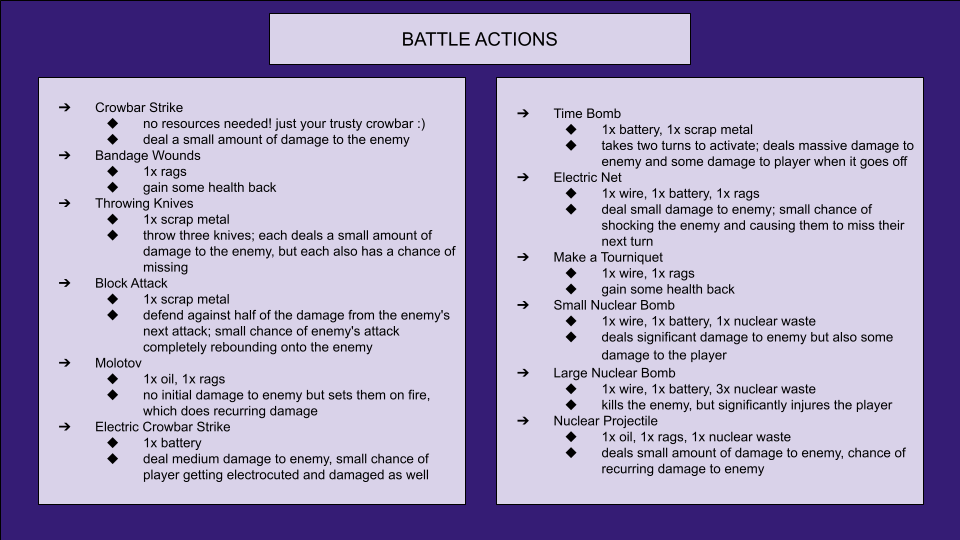 BATTLE ACTIONS
➔ Crowbar Strike
◆ no resources needed! just your trusty crowbar :)
◆ deal a small amount of damage to the enemy
➔ Bandage Wounds
◆ 1x rags
◆ gain some health back
➔ Throwing Knives
◆ 1x scrap metal
◆ throw three knives; each deals a small amount of
damage to the enemy, but each also has a chance of
missing
➔ Block Attack
◆ 1x scrap metal
◆ defend against half of the damage from the enemy's
next attack; small chance of enemy's attack
completely rebounding onto the enemy
➔ Molotov
◆ 1x oil, 1x rags
◆ no initial damage to enemy but sets them on fire,
which does recurring damage
➔ Electric Crowbar Strike
◆ 1x battery
◆ deal medium damage to enemy, small chance of
player getting electrocuted and damaged as well
➔ Time Bomb
◆ 1x battery, 1x scrap metal
◆ takes two turns to activate; deals massive damage to
enemy and some damage to player when it goes off
➔ Electric Net
◆ 1x wire, 1x battery, 1x rags
◆ deal small damage to enemy; small chance of
shocking the enemy and causing them to miss their
next turn
➔ Make a Tourniquet
◆ 1x wire, 1x rags
◆ gain some health back
➔ Small Nuclear Bomb
◆ 1x wire, 1x battery, 1x nuclear waste
◆ deals significant damage to enemy but also some
damage to the player
➔ Large Nuclear Bomb
◆ 1x wire, 1x battery, 3x nuclear waste
◆ kills the enemy, but significantly injures the player
➔ Nuclear Projectile
◆ 1x oil, 1x rags, 1x nuclear waste
◆ deals small amount of damage to enemy, chance of
recurring damage to enemy